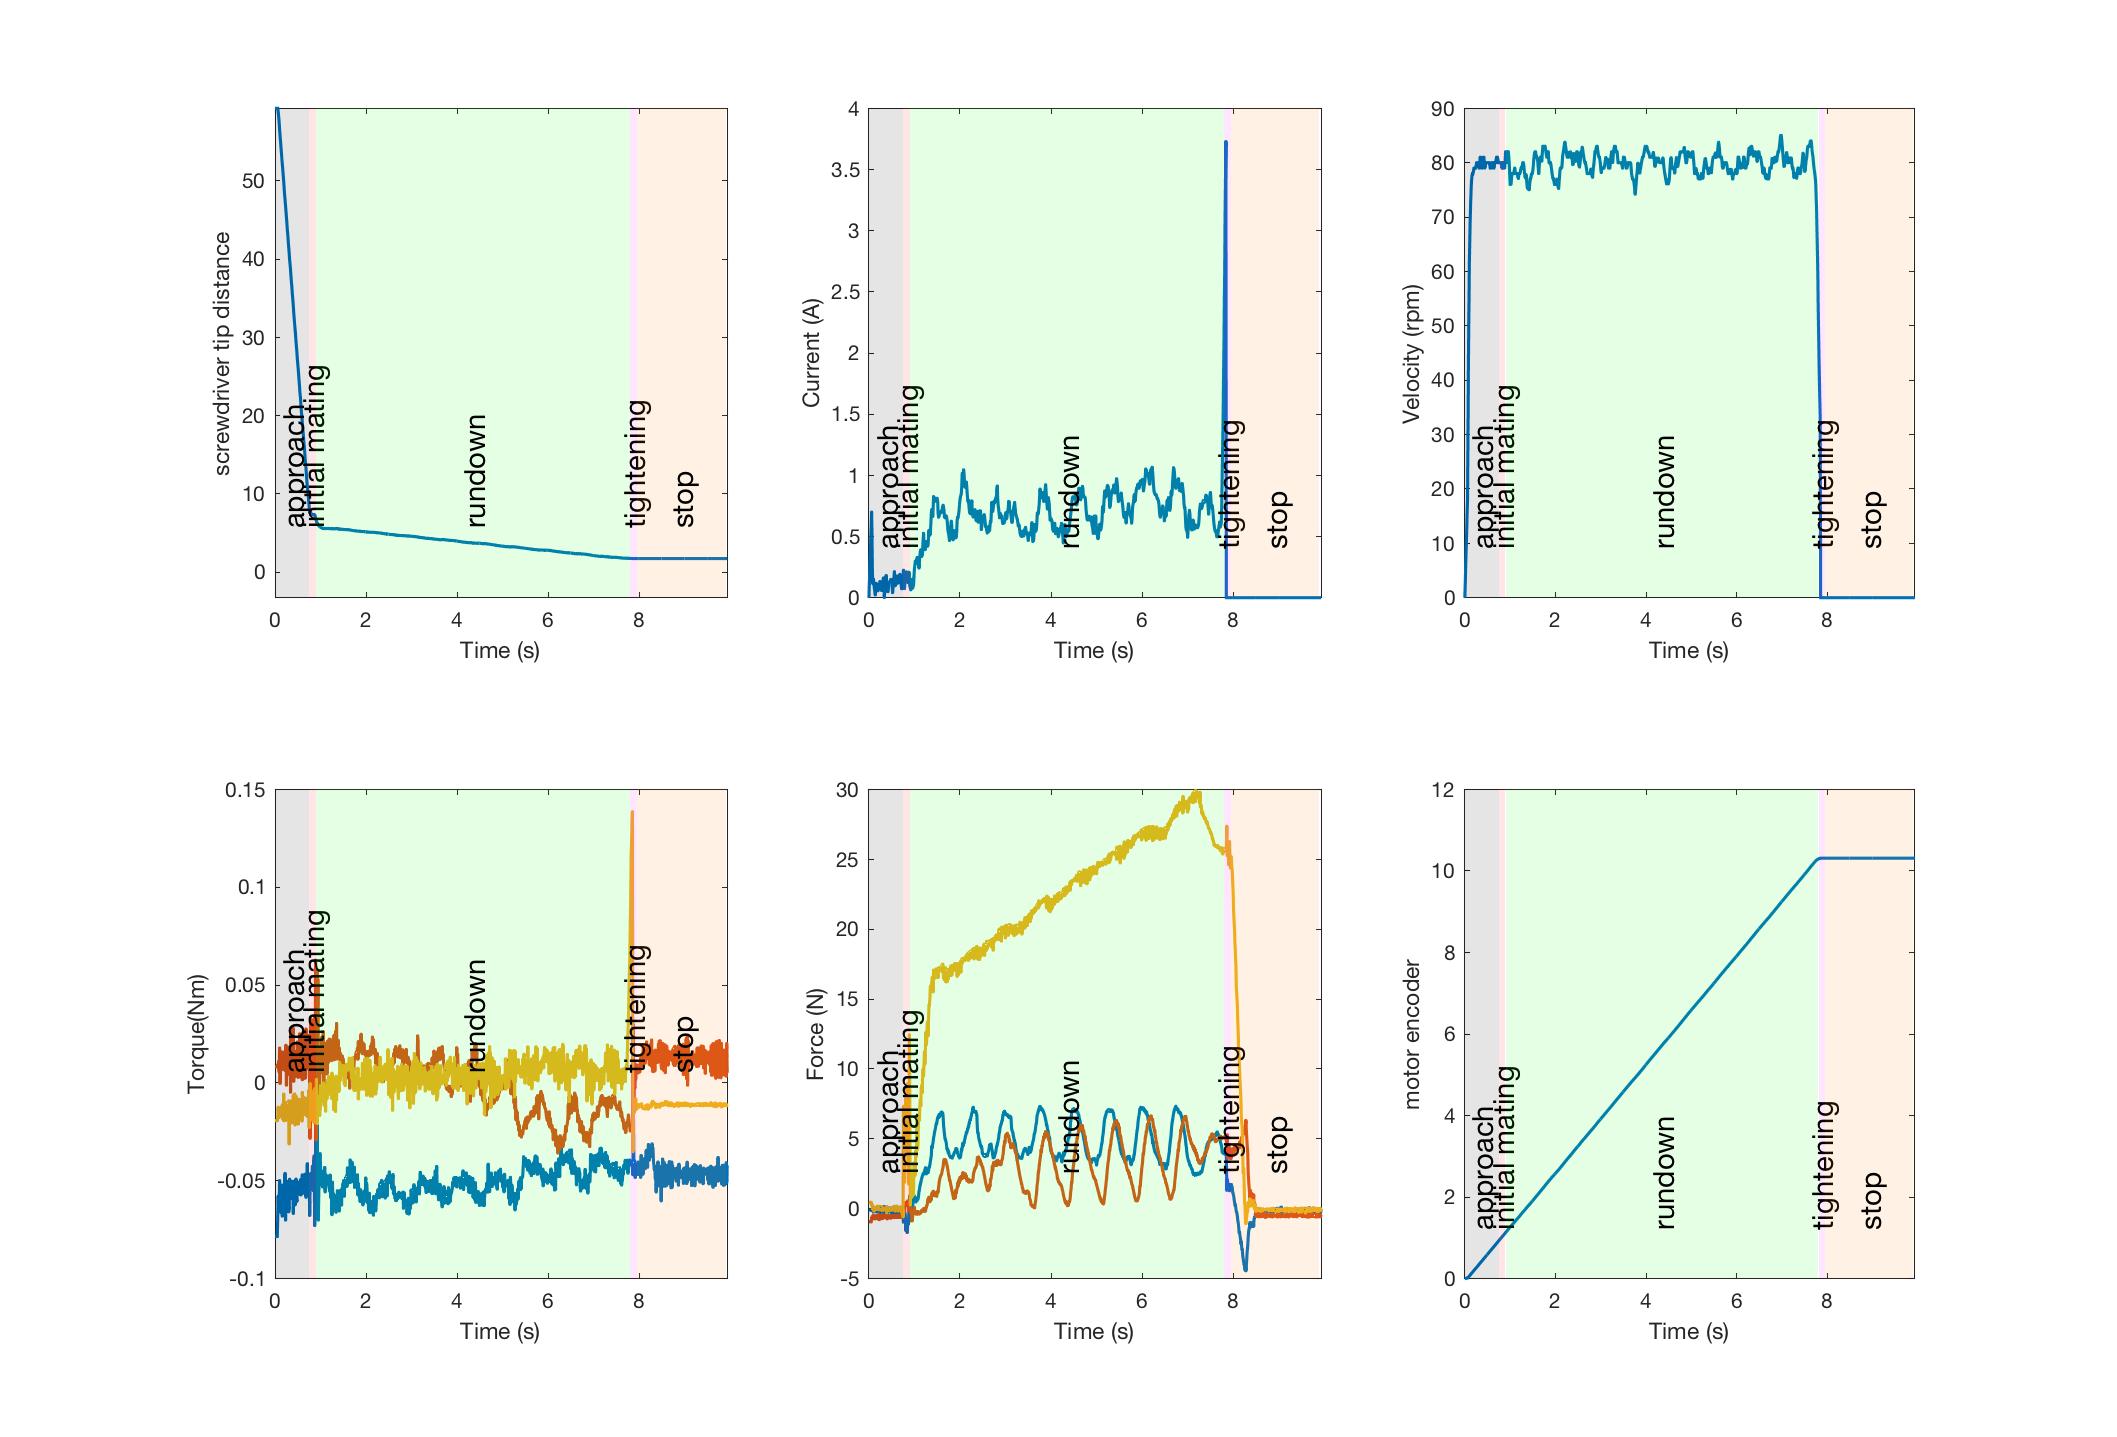 screwdriver tip distance
50
40
30
20
10
0
approach
initial mating
rundown
tightening
stop
0 2 4 6 8
Time (s)
Current (A)
4
3.5
3
2.5
2
1.5
1
0.5
0
approach
initial mating
rundown
tightening
stop
0 2 4 6 8
Time (s)
Velocity (rpm)
90
80
70
60
50
40
30
20
10
0
approach
initial mating
rundown
tightening
stop
0 2 4 6 8
Time (s)
Torque(Nm)
0.15
0.1
0.05
0
-0.05
-0.1
approach
initial mating
rundown
tightening
stop
0 2 4 6 8
Time (s)
Force (N)
30
25
20
15
10
5
0
-5
approach
initial mating
rundown
tightening
stop
0 2 4 6 8
Time (s)
motor encoder
12
10
8
6
4
2
0
approach
initial mating
rundown
tightening
stop
0 2 4 6 8
Time (s)